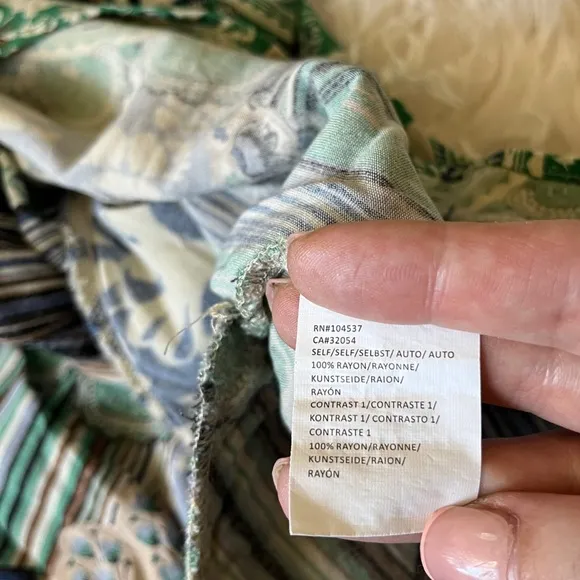 RN#104537
CA#32054
SELF/SELF/SELBST/ AUTO/ AUTO
100% RAYON/RAYONNE/
KUNSTSEIDE/RAION/
RAYÓN
CONTRAST 1/CONTRASTE 1/
KONTRAST 1/ CONTRASTO 1/
CONTRASTE 1
100% RAYON/RAYONNE/
KUNSTSEIDE/RAION/
RAYÓN